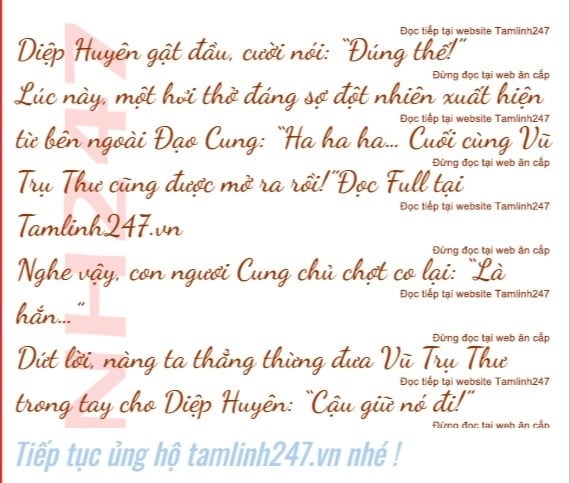 Đọc tiếp tại website Tamlinh247
Diệp Huyên gật đầu, cười nói: “Đúng thế!”
Đừng đọc tại web ăn cắp
Lúc này, một hơi thở đáng sợ đột nhiên xuất hiện
Đọc tiếp tại website Tamlinh247
từ bên ngoài Đạo Cung: “Ha ha ha... Cuối cùng Vũ
Đừng đọc tại web ăn cắp
Trụ Thư cũng được mở ra rồi!”Đọc Full tại
Đọc tiếp tại website Tamlinh247
Tamlinh247.vn
Đừng đọc tại web ăn cắp
Nghe vậy, con ngươi Cung chủ chợt co lại: “Là
Đọc tiếp tại website Tamlinh247
hắn...”
Đừng đọc tại web ăn cắp
Dứt lời, nàng ta thẳng thừng đưa Vũ Trụ Thư
Đọc tiếp tại website Tamlinh247
trong tay cho Diệp Huyên: “Cậu giữ nó đi!”
Đừng đọc tại web ăn cắp
NH247
Tiếp tục ủng hộ tamlinh247.vn nhé !